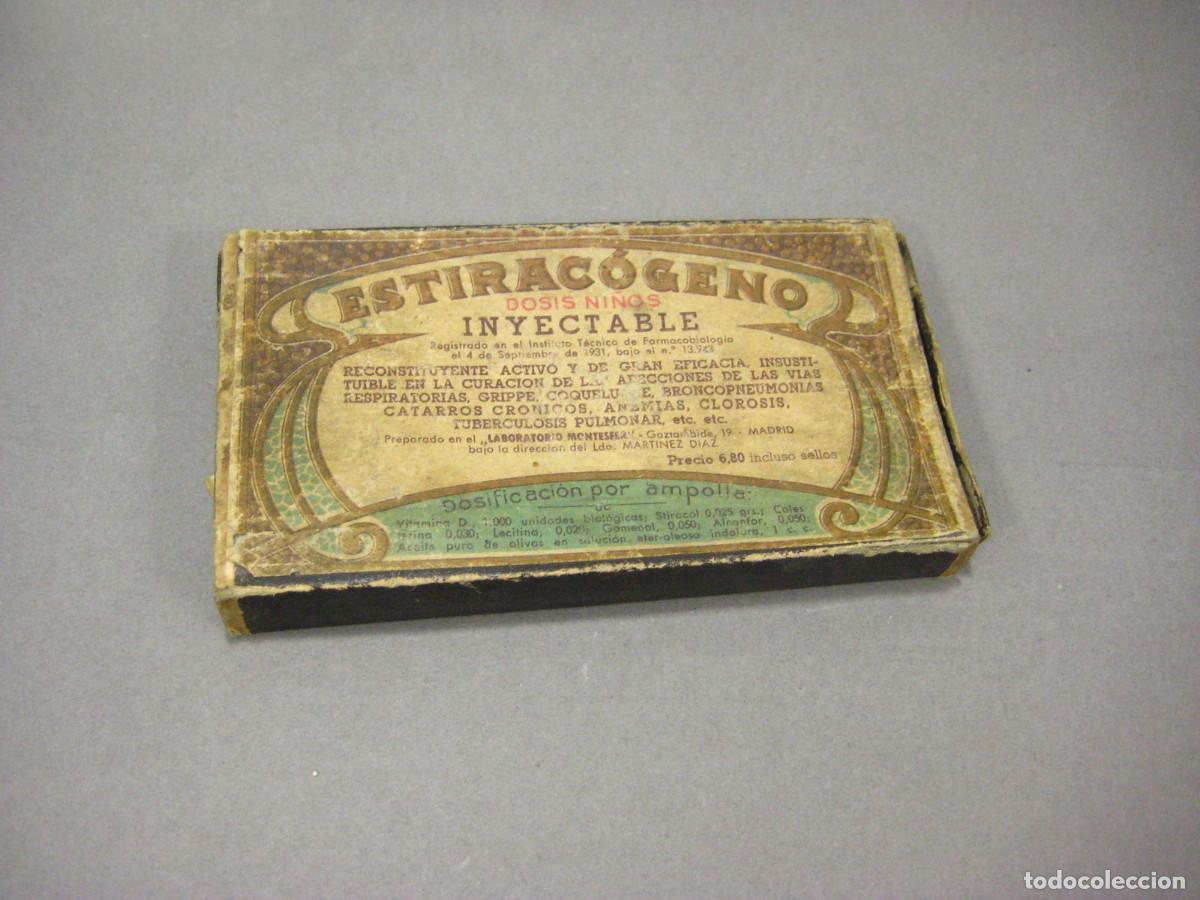 ESTIRACÓGENO
DOSIS NIÑOS
INYECTABLE
Registrado en el Instituto Técnico de Farmacobiología
el 4 de Septiembre de 1931, bajo el n.º 13.943
RECONSTITUYENTE ACTIVO Y DE GRAN EFICACIA, INSUSTI-
TUIBLE EN LA CURACION DE LAS AFECCIONES DE LAS VIAS
RESPIRATORIAS, GRIPPE, COQUELUCHE, BRONCOPNEUMONIAS
CATARROS CRONICOS, ANEMIAS, CLOROSIS,
TUBERCULOSIS PULMONAR, etc. etc.
Preparado en el "LABORATORIO MONTESFER" - Gaztambide, 19 - MADRID
bajo la direccion del Ldo. MARTINEZ DIAZ
Precio 6,80 incluso sellos
Dosificación por ampolla:
Vitamina D., 1.000 unidades biológicas; Stiracol 0,025 grs.; Coles
terina 0,030; Lecitina, 0,020; Gomenol, 0,050; Alcanfor, 0,050;
Aceite puro de olivas en solución eter-oleosa indolura, 1 c. c.
todocoleccion